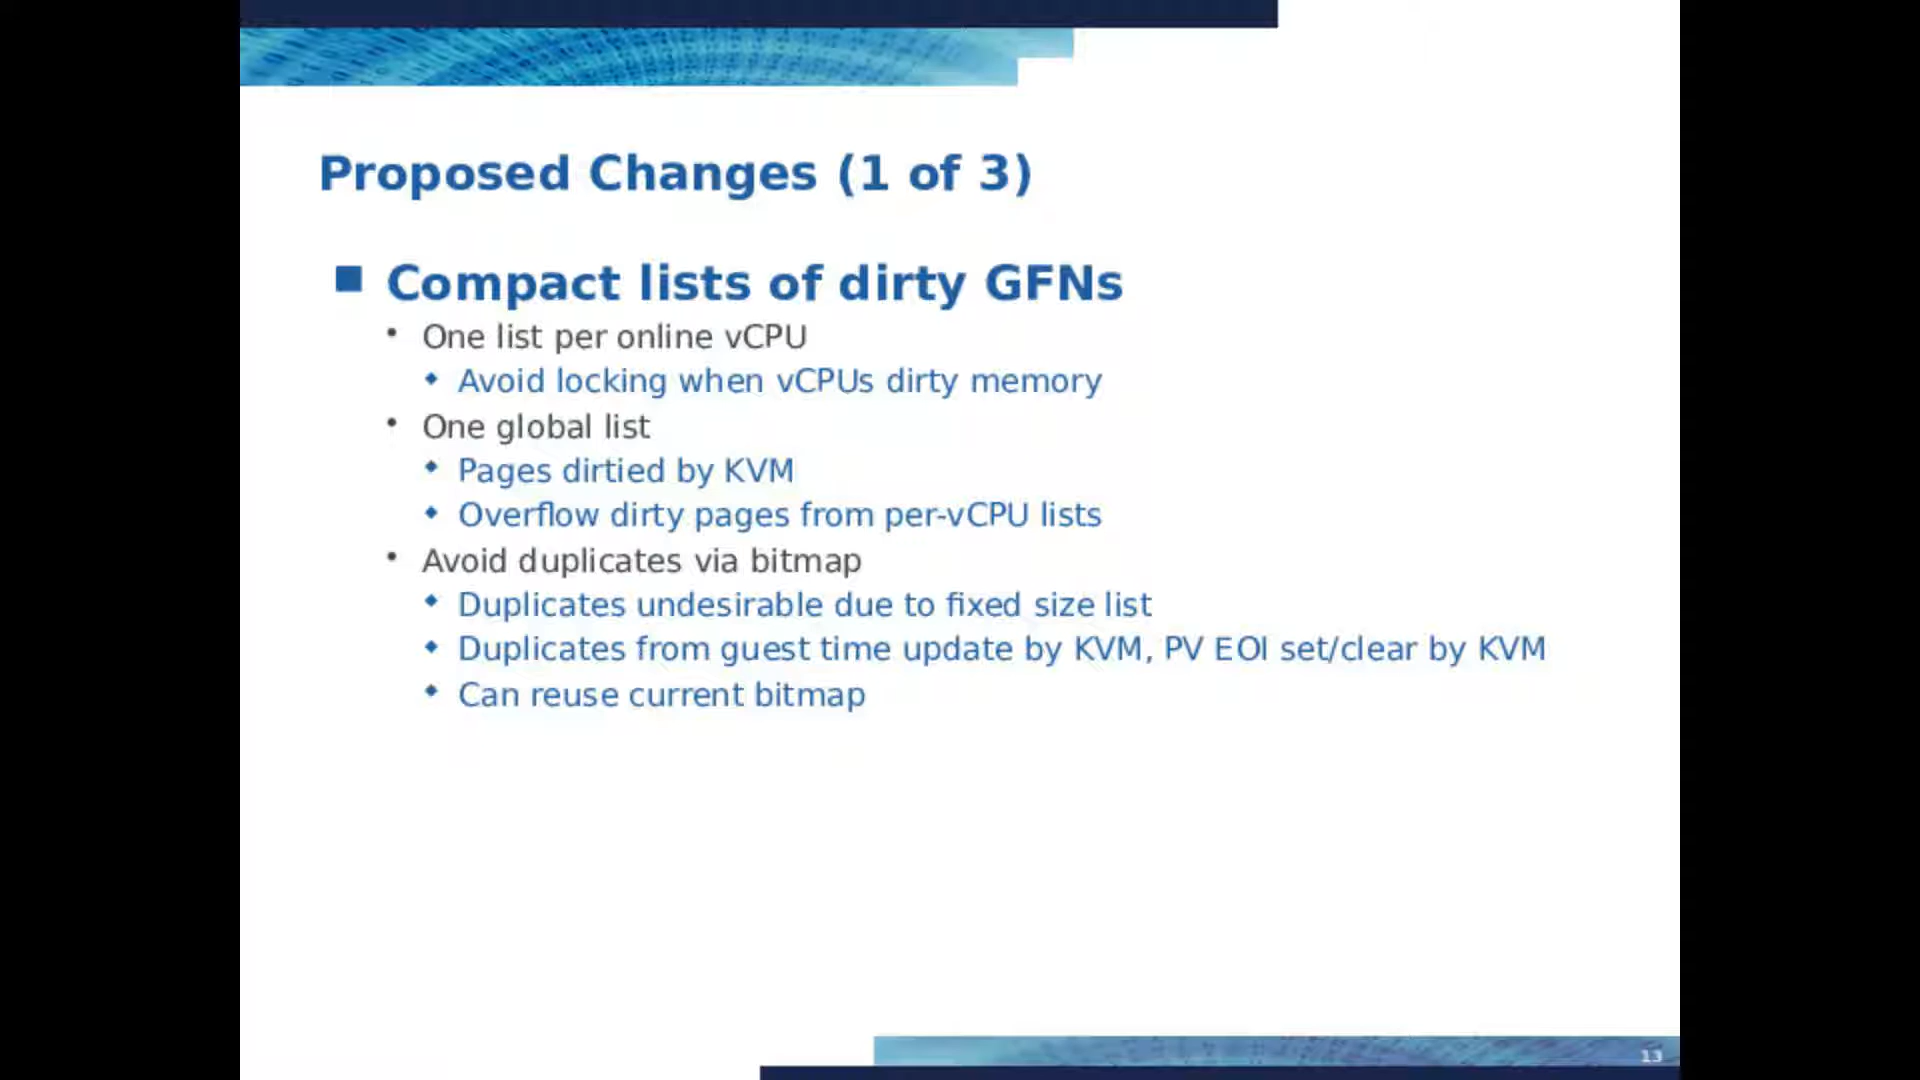 Proposed Changes (1 of 3)
■ Compact lists of dirty GFNs
• One list per online vCPU
◆ Avoid locking when vCPUs dirty memory
• One global list
◆ Pages dirtied by KVM
◆ Overflow dirty pages from per-vCPU lists
• Avoid duplicates via bitmap
◆ Duplicates undesirable due to fixed size list
◆ Duplicates from guest time update by KVM, PV EOI set/clear by KVM
◆ Can reuse current bitmap
13